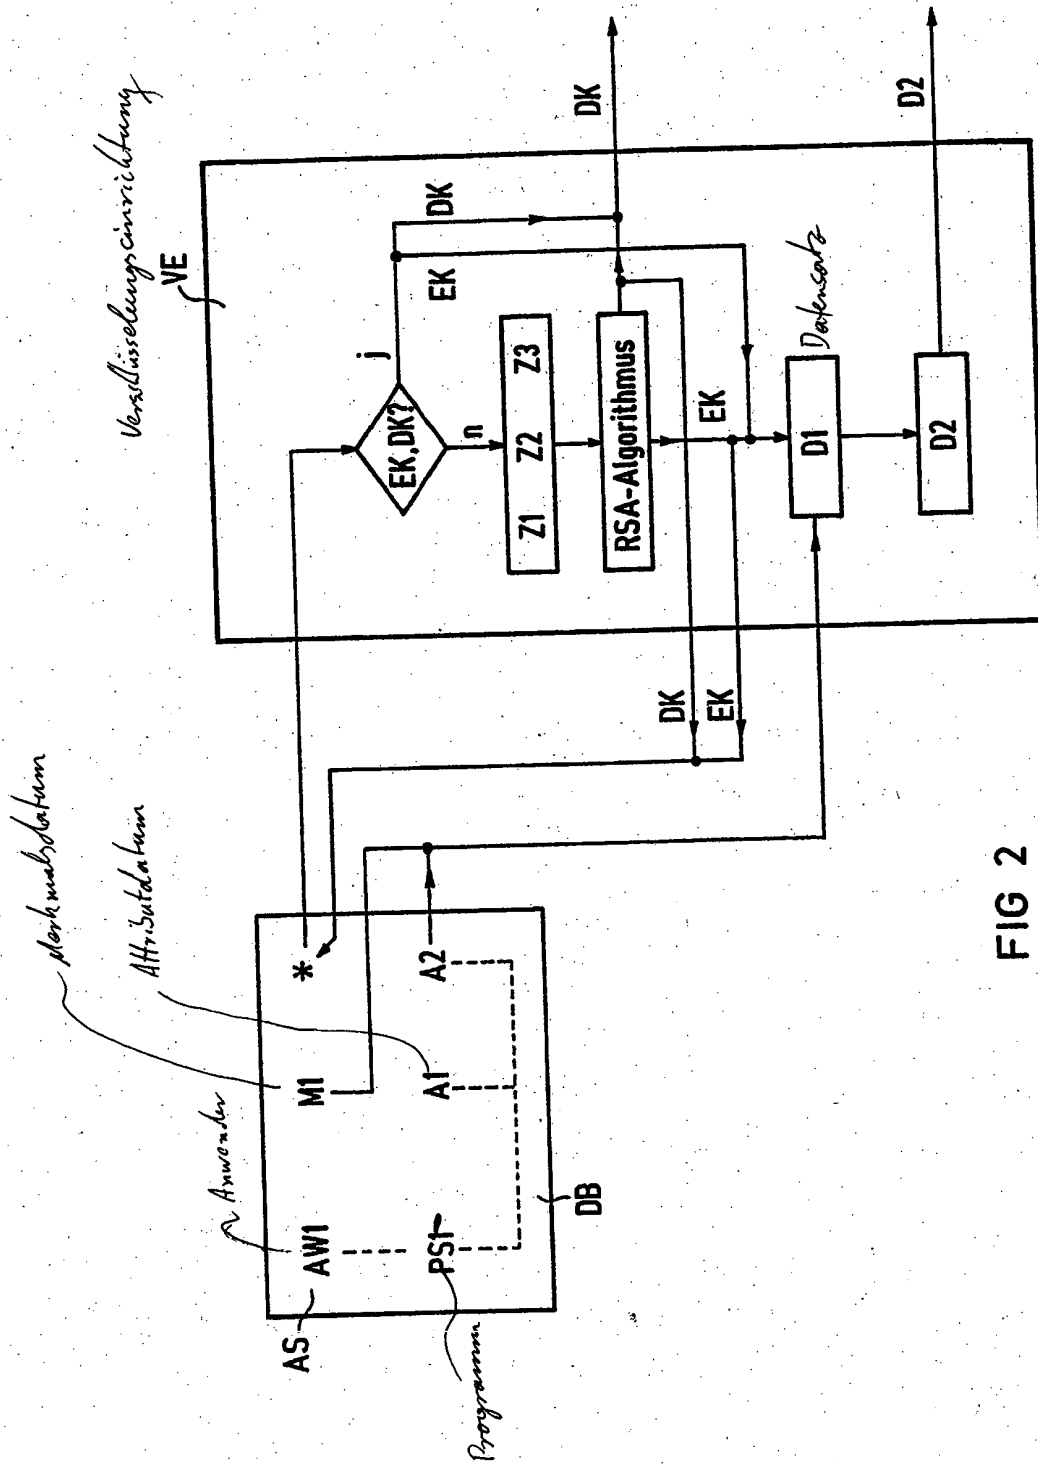 Verschlüsselungseinrichtung
VE
EK,DK?
j
n
DK
EK
DK
Z1 Z2 Z3
RSA-Algorithmus
EK
DK
EK
Datensatz
D1
D2
D2
Merkmalsdatum
Attributdatum
Anwender
Programm
AS
AW1
M1
*
PS1
A1
A2
DB
FIG 2